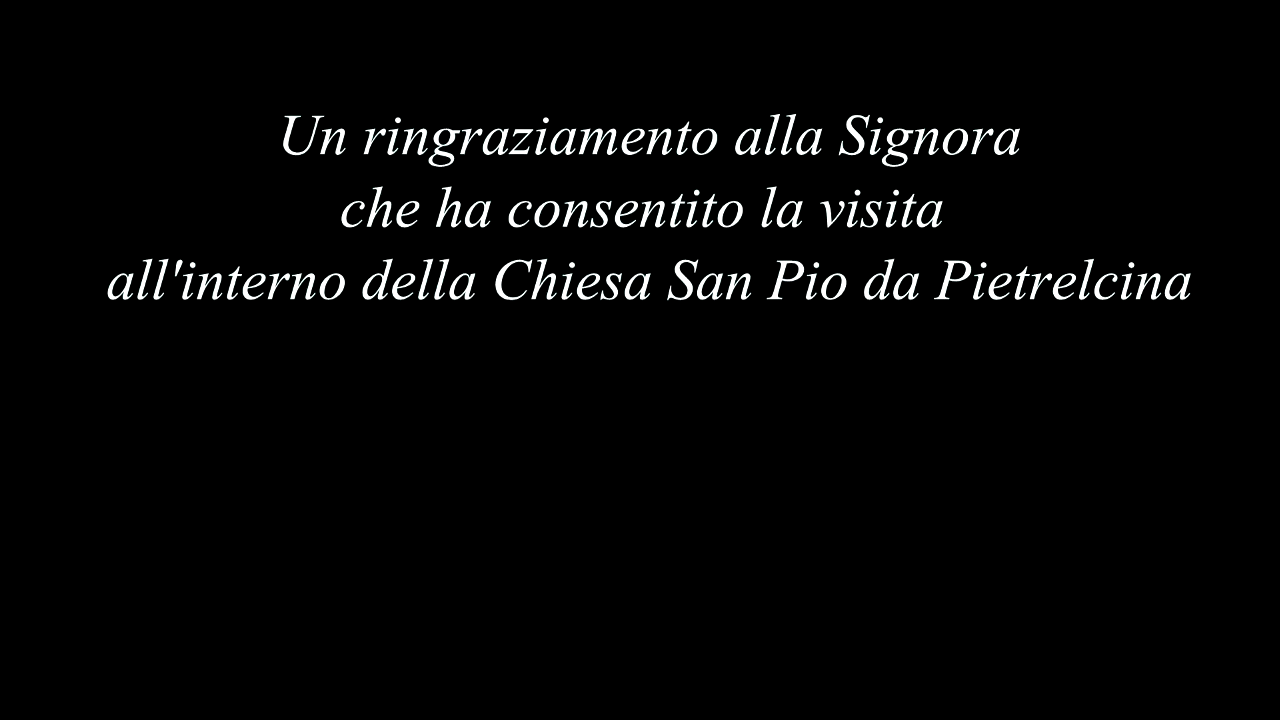 Un ringraziamento alla Signora
che ha consentito la visita
all'interno della Chiesa San Pio da Pietrelcina